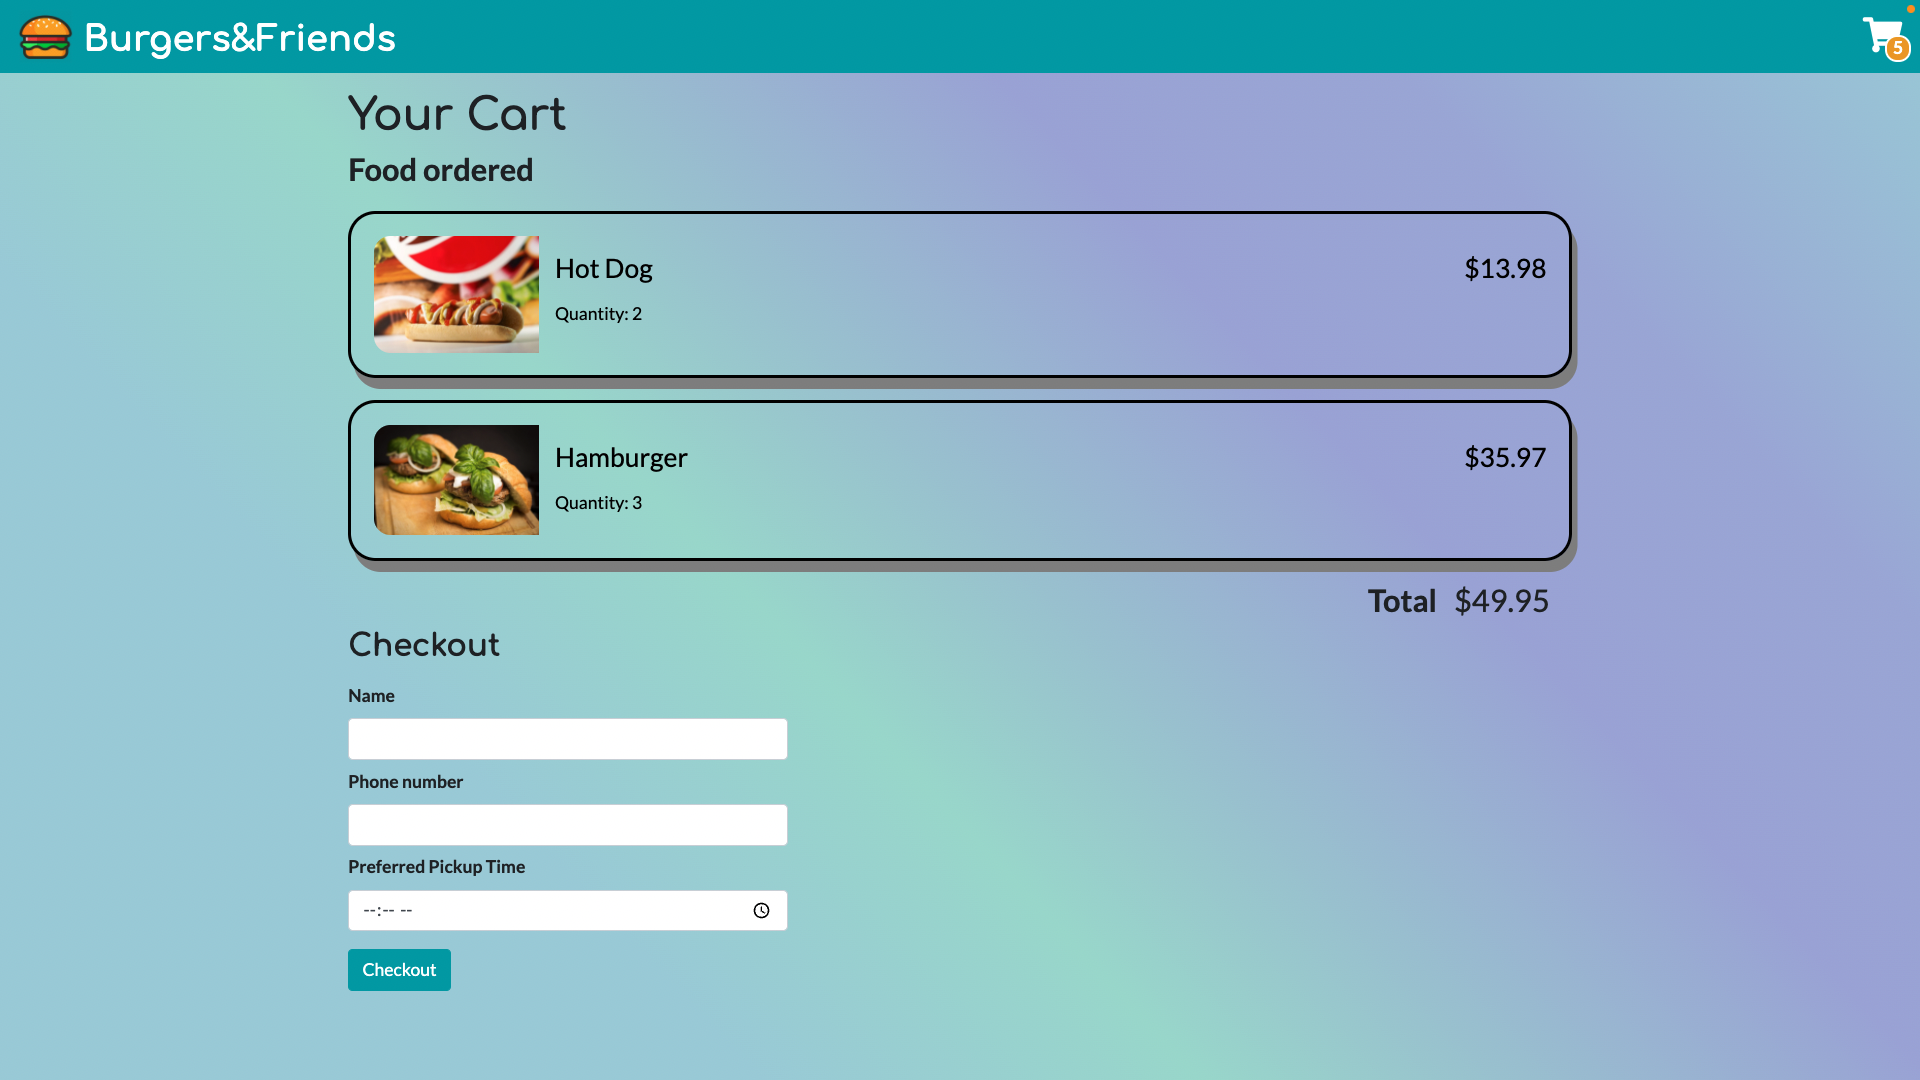 Burgers&Friends
5
Your Cart
Food ordered
Hot Dog
$13.98
Quantity: 2
Hamburger
$35.97
Quantity: 3
Total $49.95
Checkout
Name
Phone number
Preferred Pickup Time
--:-- --
Checkout